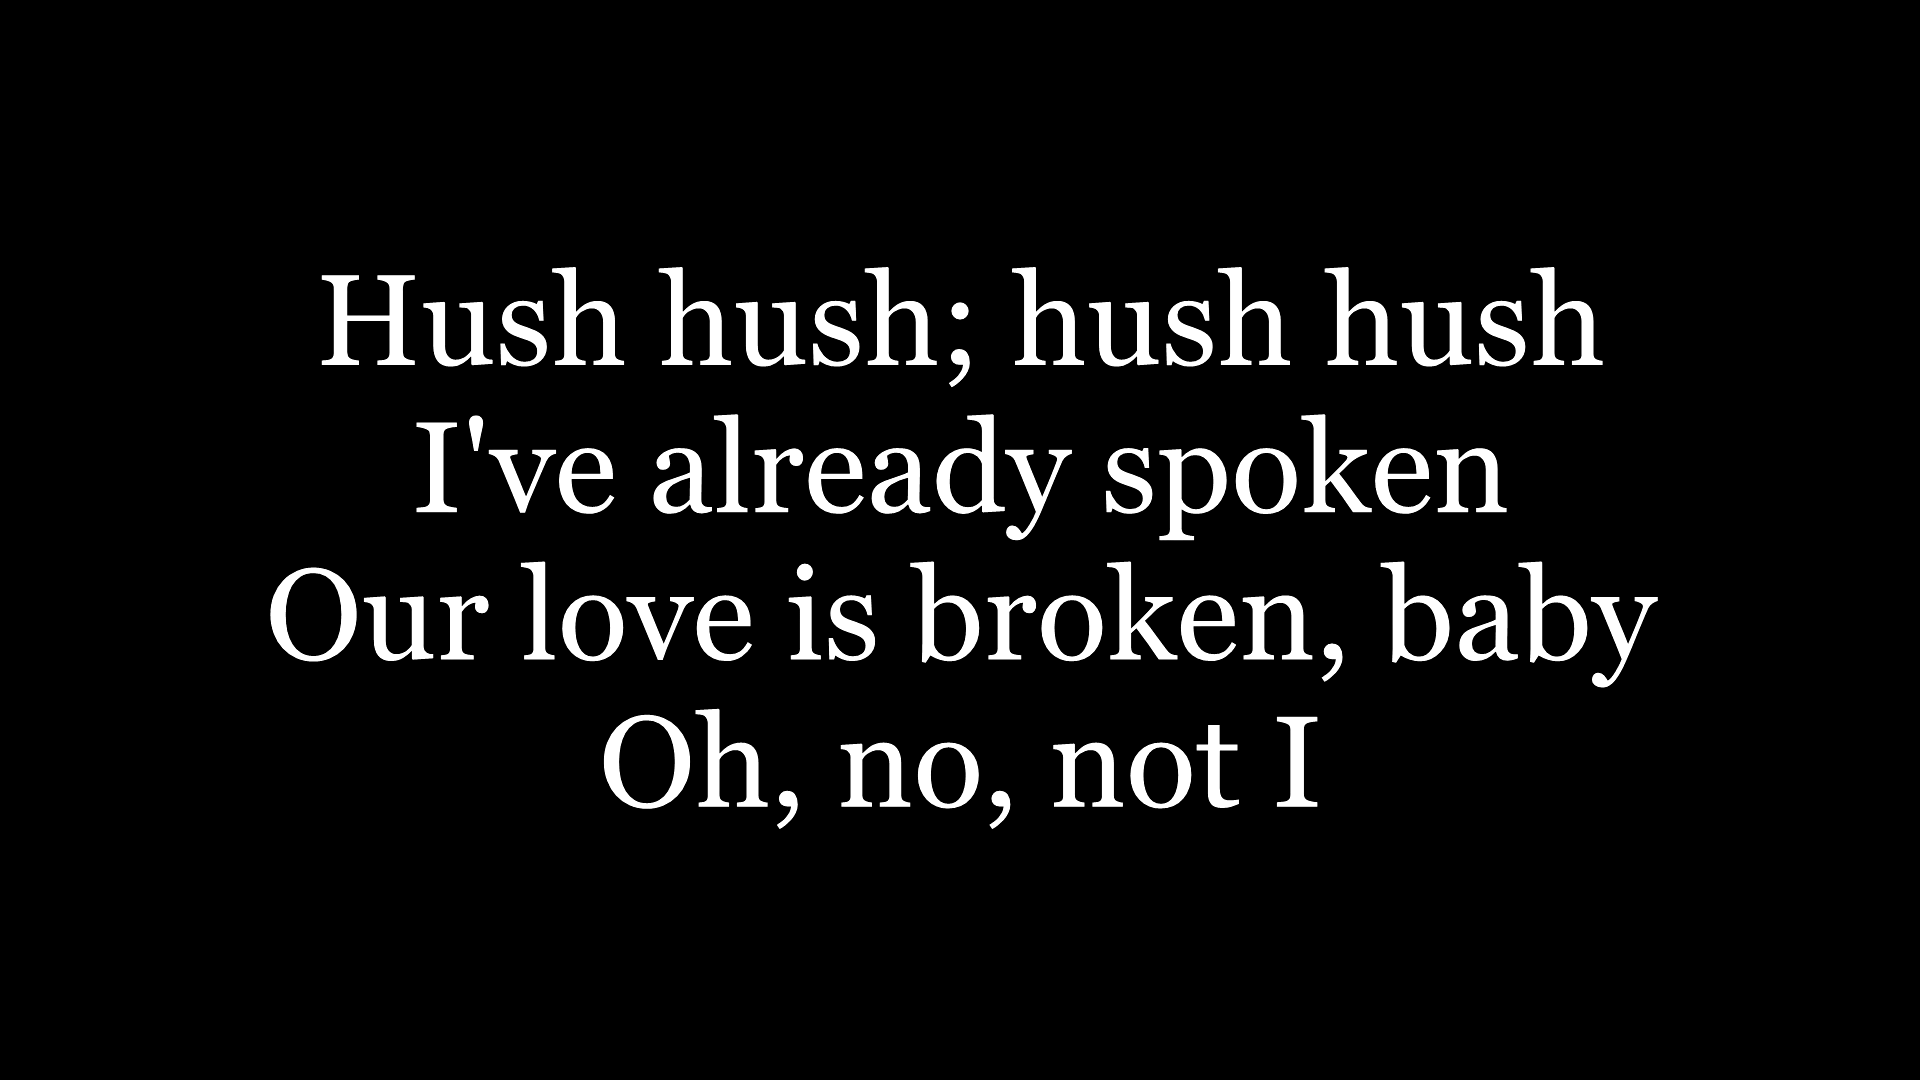 Hush hush; hush hush
I've already spoken
Our love is broken, baby
Oh, no, not I